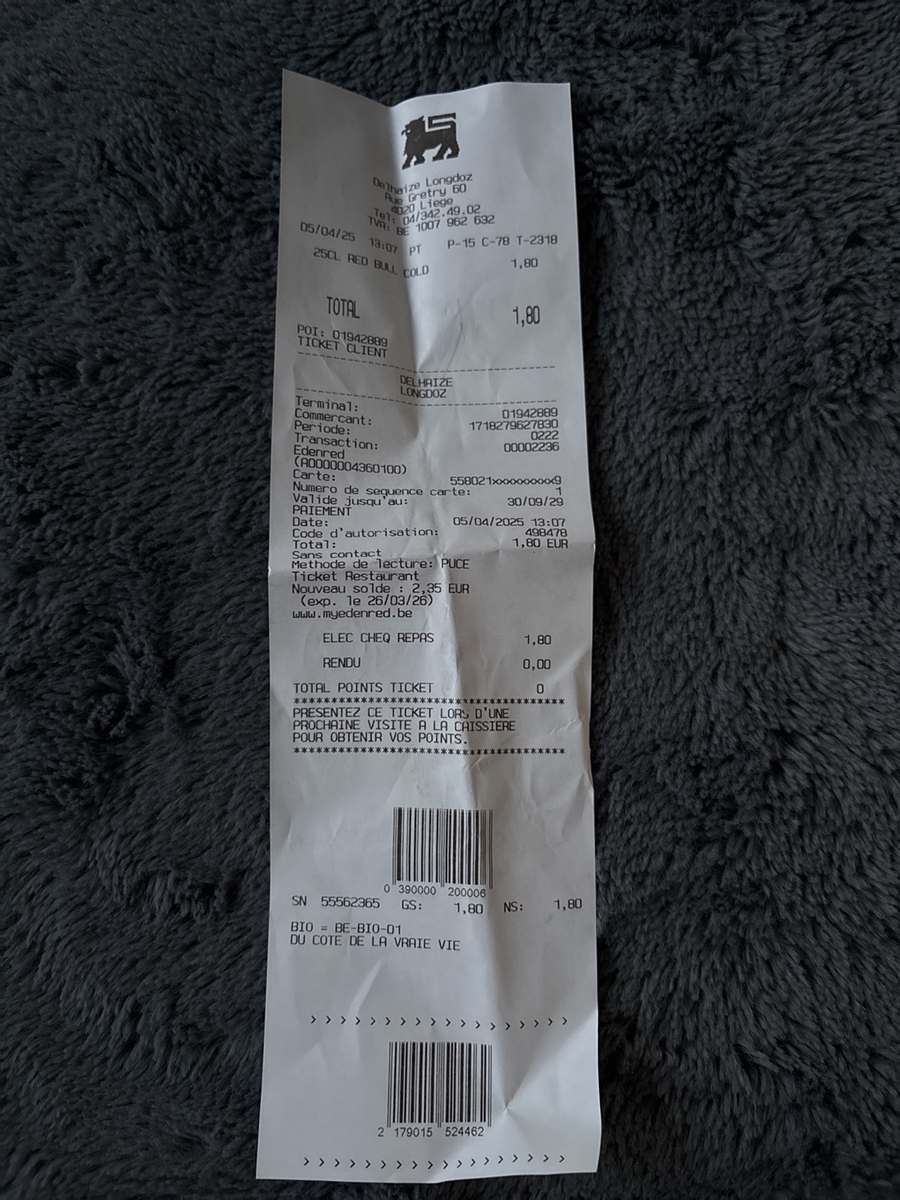 Delhaize Longdoz
Rue Gretry 60
4020 Liege
Tel: 04/342.49.02
TVA: BE 1007 962 632
05/04/25 13:07 PT P-15 C-78 T-2318
25CL RED BULL COLD 1,80
TOTAL 1,80
POI: 01942889
TICKET CLIENT
DELHAIZE
LONGDOZ
Terminal: 01942889
Commercant: 1718279627830
Periode: 0222
Transaction: 00002236
Edenred
(A0000004360100)
Carte: 558021xxxxxxxxx9
Numero de sequence carte: 1
Valide jusqu'au: 30/09/29
PAIEMENT
Date: 05/04/2025 13:07
Code d'autorisation: 498478
Total: 1,80 EUR
Sans contact
Methode de lecture: PUCE
Ticket Restaurant
Nouveau solde : 2,35 EUR
(exp. le 26/03/26)
www.myedenred.be
ELEC CHEQ REPAS 1,80
RENDU 0,00
TOTAL POINTS TICKET 0
****************************************
PRESENTEZ CE TICKET LORS D'UNE
PROCHAINE VISITE A LA CAISSIERE
POUR OBTENIR VOS POINTS.
****************************************
0 390000 200006
SN 55562365 GS: 1,80 NS: 1,80
BIO = BE-BIO-01
DU COTE DE LA VRAIE VIE
> > > > > > > > > > > > > > > > > >
2 179015 524462
> > > > > > > > > > > > > > > > > >